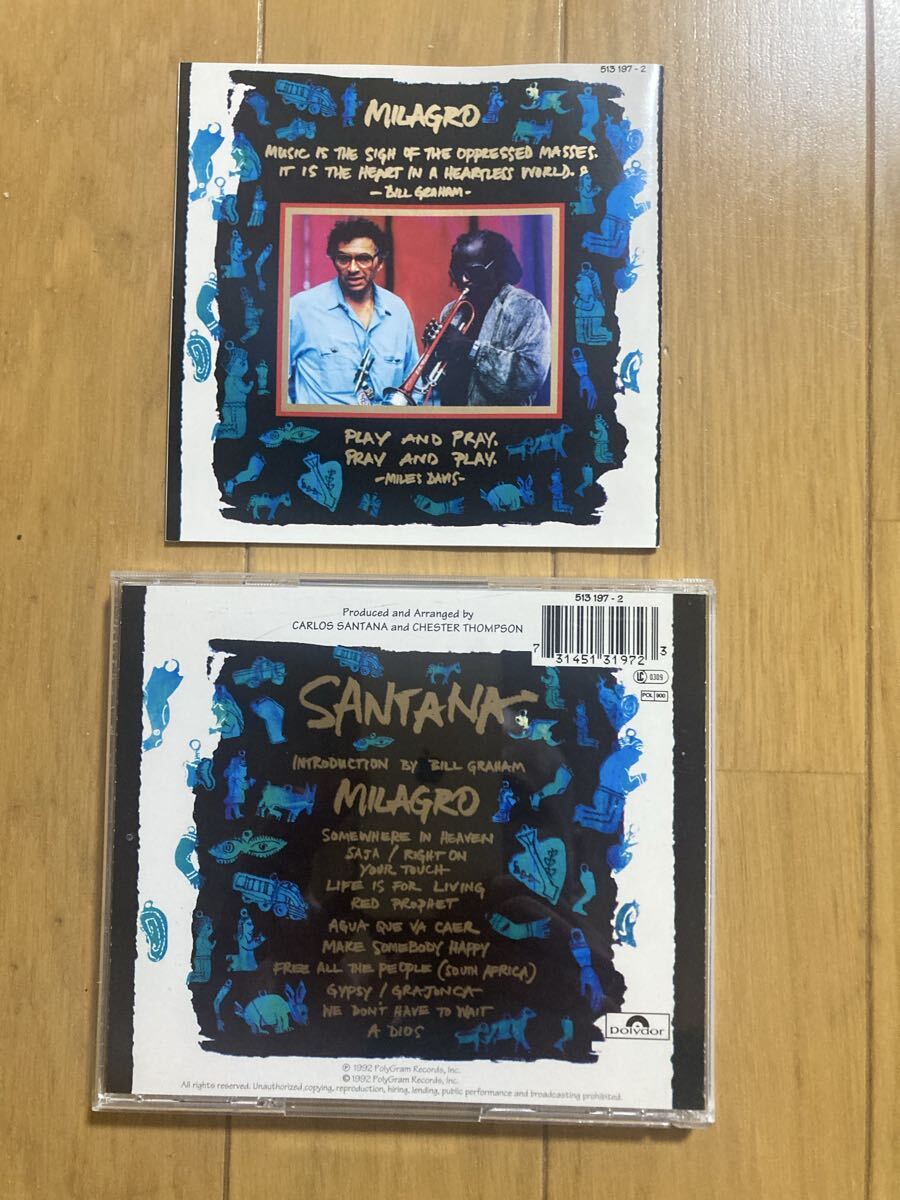 513 197 - 2
MILAGRO
MUSIC IS THE SIGH OF THE OPPRESSED MASSES.
IT IS THE HEART IN A HEARTLESS WORLD.
-BILL GRAHAM-
PLAY AND PRAY.
PRAY AND PLAY.
-MILES DAVIS-
Produced and Arranged by
CARLOS SANTANA and CHESTER THOMPSON
513 197 - 2
7 31451 31972 3
LC 0309
POL 900
SANTANA
INTRODUCTION BY BILL GRAHAM
MILAGRO
SOMEWHERE IN HEAVEN
SAJA / RIGHT ON
YOUR TOUCH
LIFE IS FOR LIVING
RED PROPHET
AGUA QUE VA CAER
MAKE SOMEBODY HAPPY
FREE ALL THE PEOPLE (SOUTH AFRICA)
GYPSY / GRAJONCA
WE DON'T HAVE TO WAIT
A DIOS
polydor
℗ 1992 PolyGram Records, Inc.
© 1992 PolyGram Records, Inc.
All rights reserved. Unauthorized copying, reproduction, hiring, lending, public performance and broadcasting prohibited.